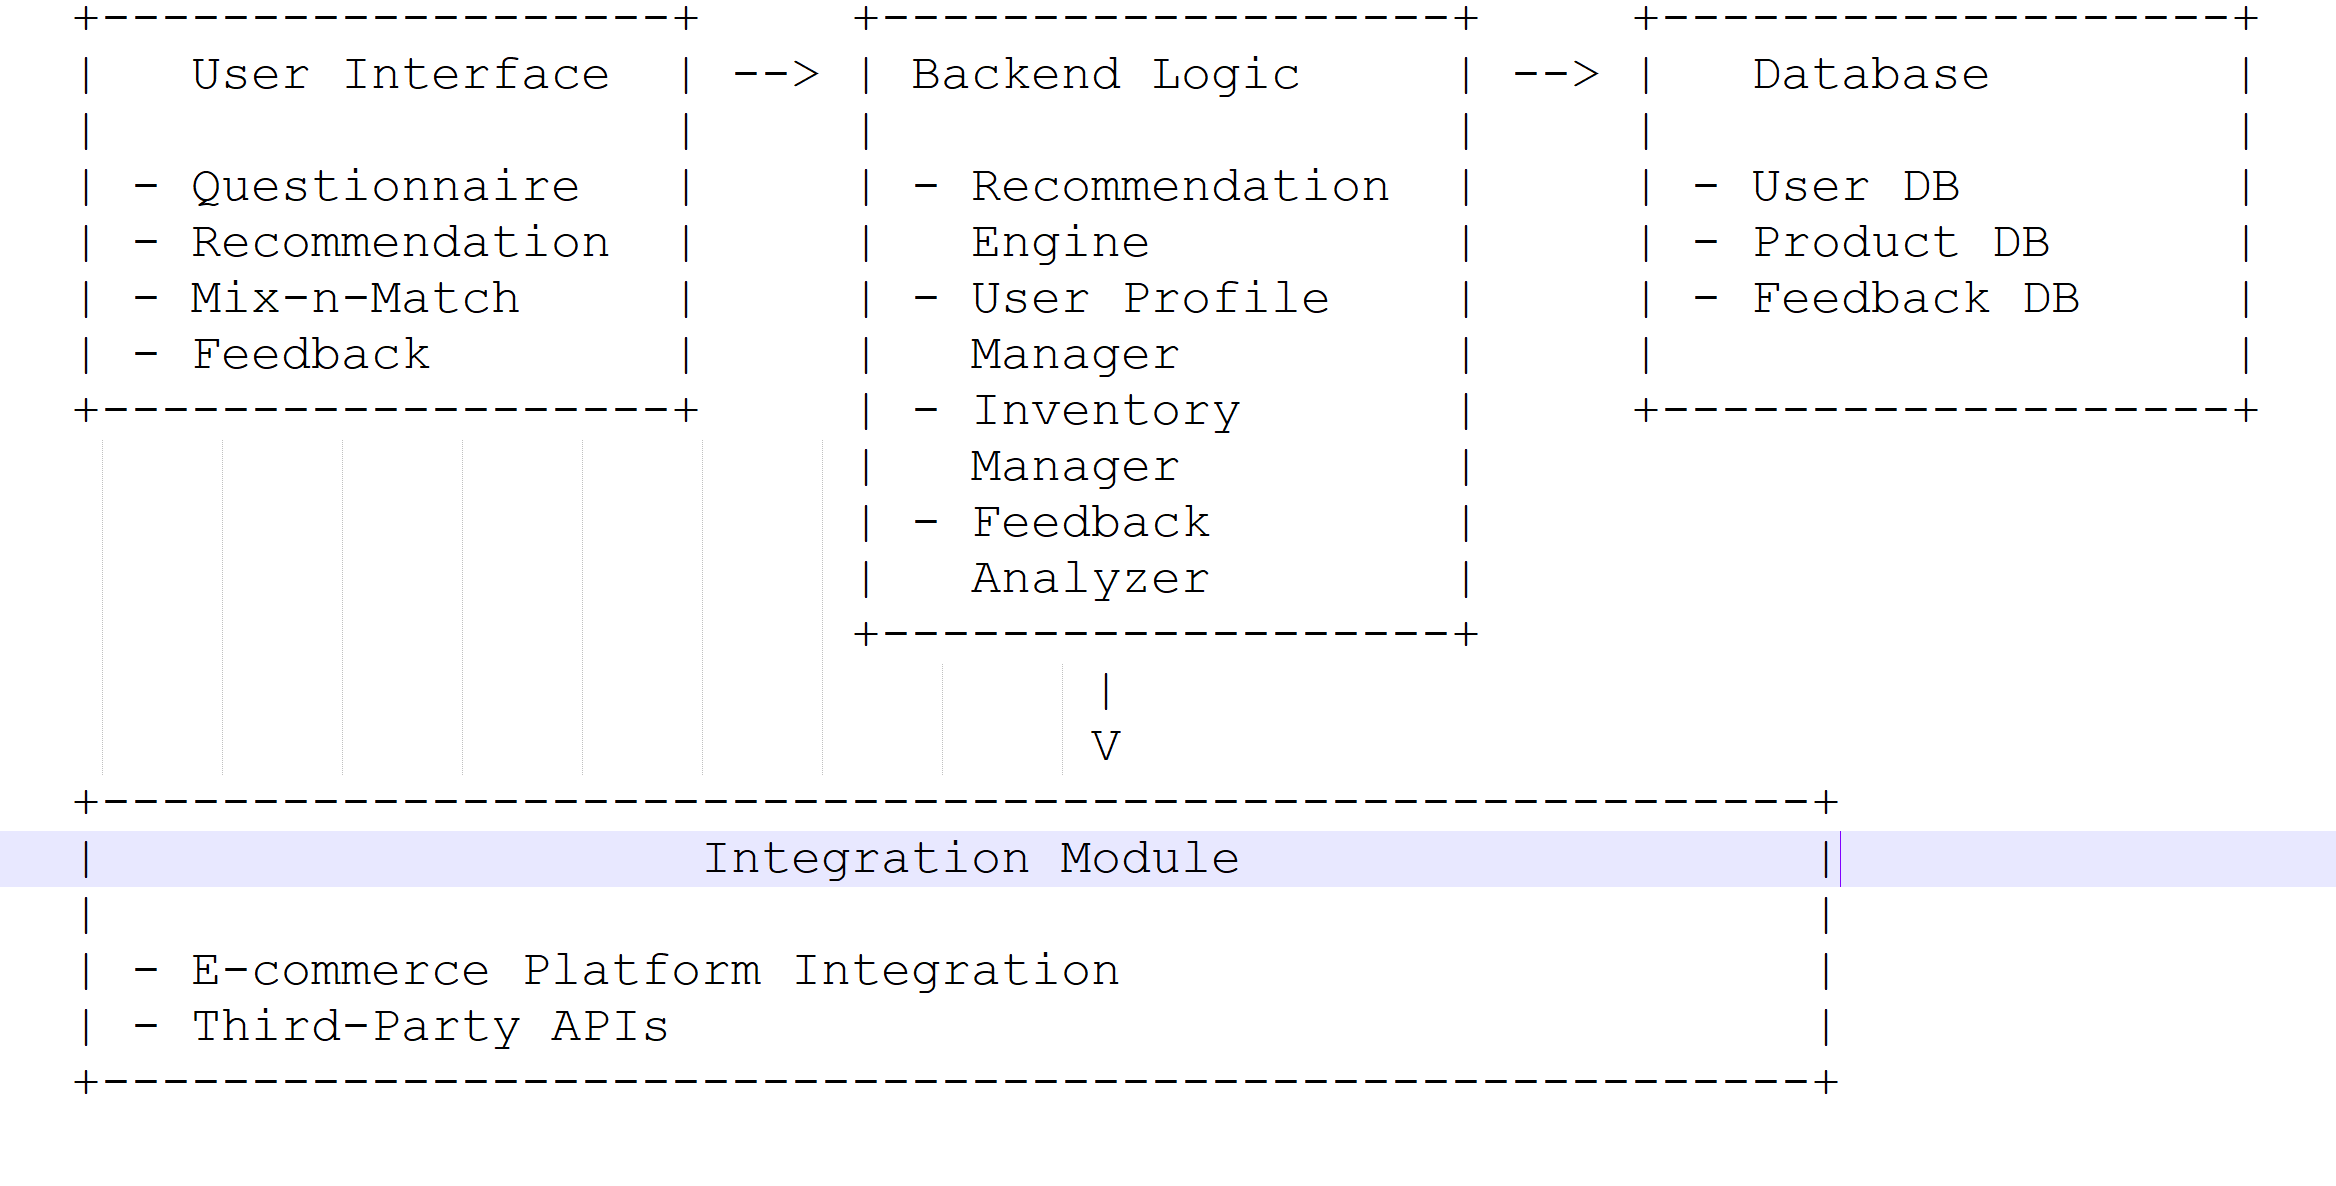 +-------------------+     +-------------------+     +-------------------+
|   User Interface  | --> | Backend Logic     | --> |   Database        |
|                   |     |                   |     |                   |
| - Questionnaire   |     | - Recommendation  |     | - User DB         |
| - Recommendation  |     |   Engine          |     | - Product DB      |
| - Mix-n-Match     |     | - User Profile    |     | - Feedback DB     |
| - Feedback        |     |   Manager         |     |                   |
+-------------------+     | - Inventory       |     +-------------------+
                          |   Manager         |
                          | - Feedback        |
                          |   Analyzer        |
                          +-------------------+
                                  |
                                  V
+---------------------------------------------------------+
|                    Integration Module                   |
|                                                         |
| - E-commerce Platform Integration                       |
| - Third-Party APIs                                      |
+---------------------------------------------------------+